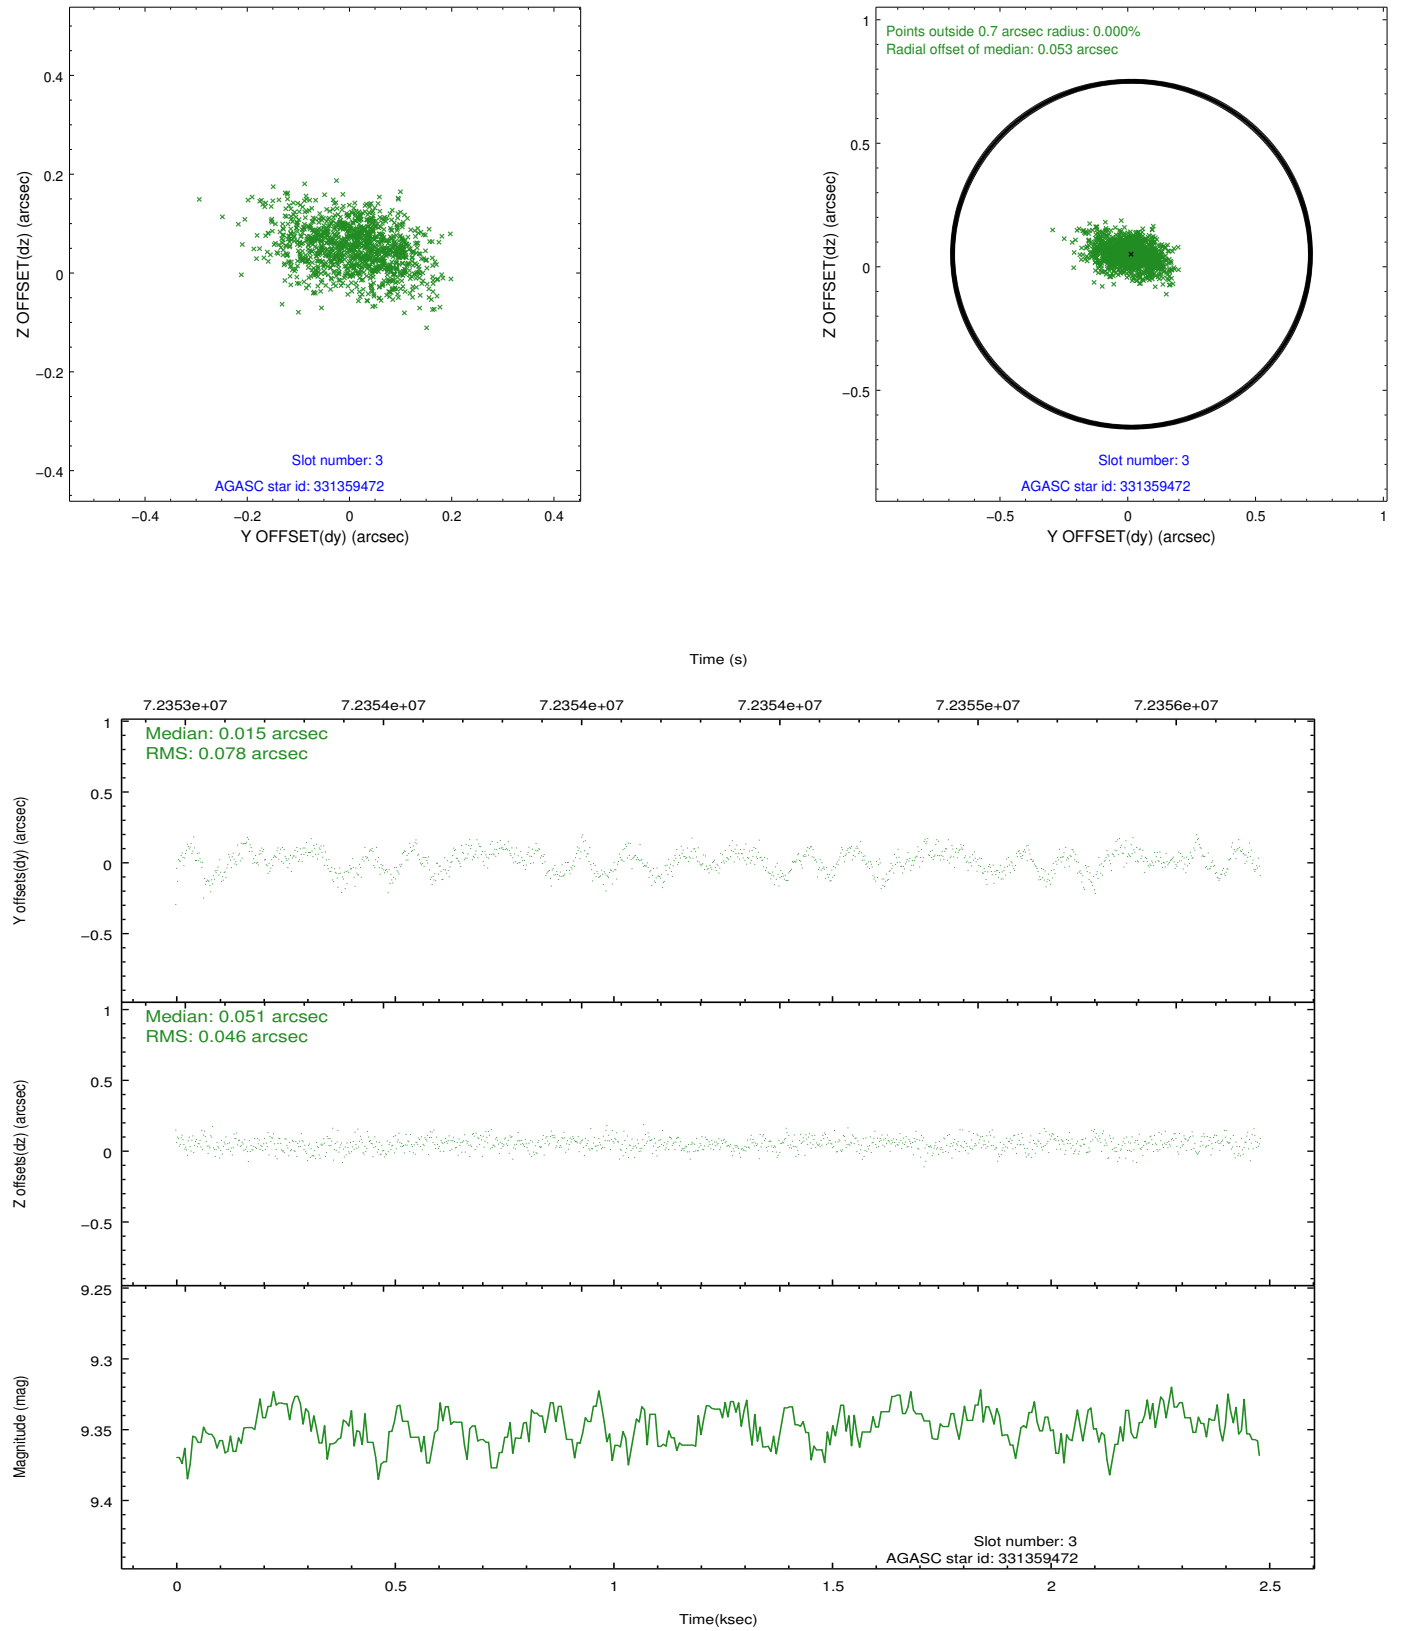 0.4
0.2
0
−0.2
−0.4
Z OFFSET(dz) (arcsec)
Slot number: 3
AGASC star id: 331359472
−0.4 −0.2 0 0.2 0.4
Y OFFSET(dy) (arcsec)
Points outside 0.7 arcsec radius: 0.000%
Radial offset of median: 0.053 arcsec
1
0.5
0
−0.5
Z OFFSET(dz) (arcsec)
Slot number: 3
AGASC star id: 331359472
−0.5 0 0.5 1
Y OFFSET(dy) (arcsec)
Time (s)
7.2353e+07 7.2354e+07 7.2354e+07 7.2354e+07 7.2355e+07 7.2356e+07
Median: 0.015 arcsec
RMS: 0.078 arcsec
1
0.5
0
−0.5
Y offsets(dy) (arcsec)
Median: 0.051 arcsec
RMS: 0.046 arcsec
1
0.5
0
−0.5
Z offsets(dz) (arcsec)
9.25
9.3
9.35
9.4
Magnitude (mag)
Slot number: 3
AGASC star id: 331359472
0 0.5 1 1.5 2 2.5
Time(ksec)